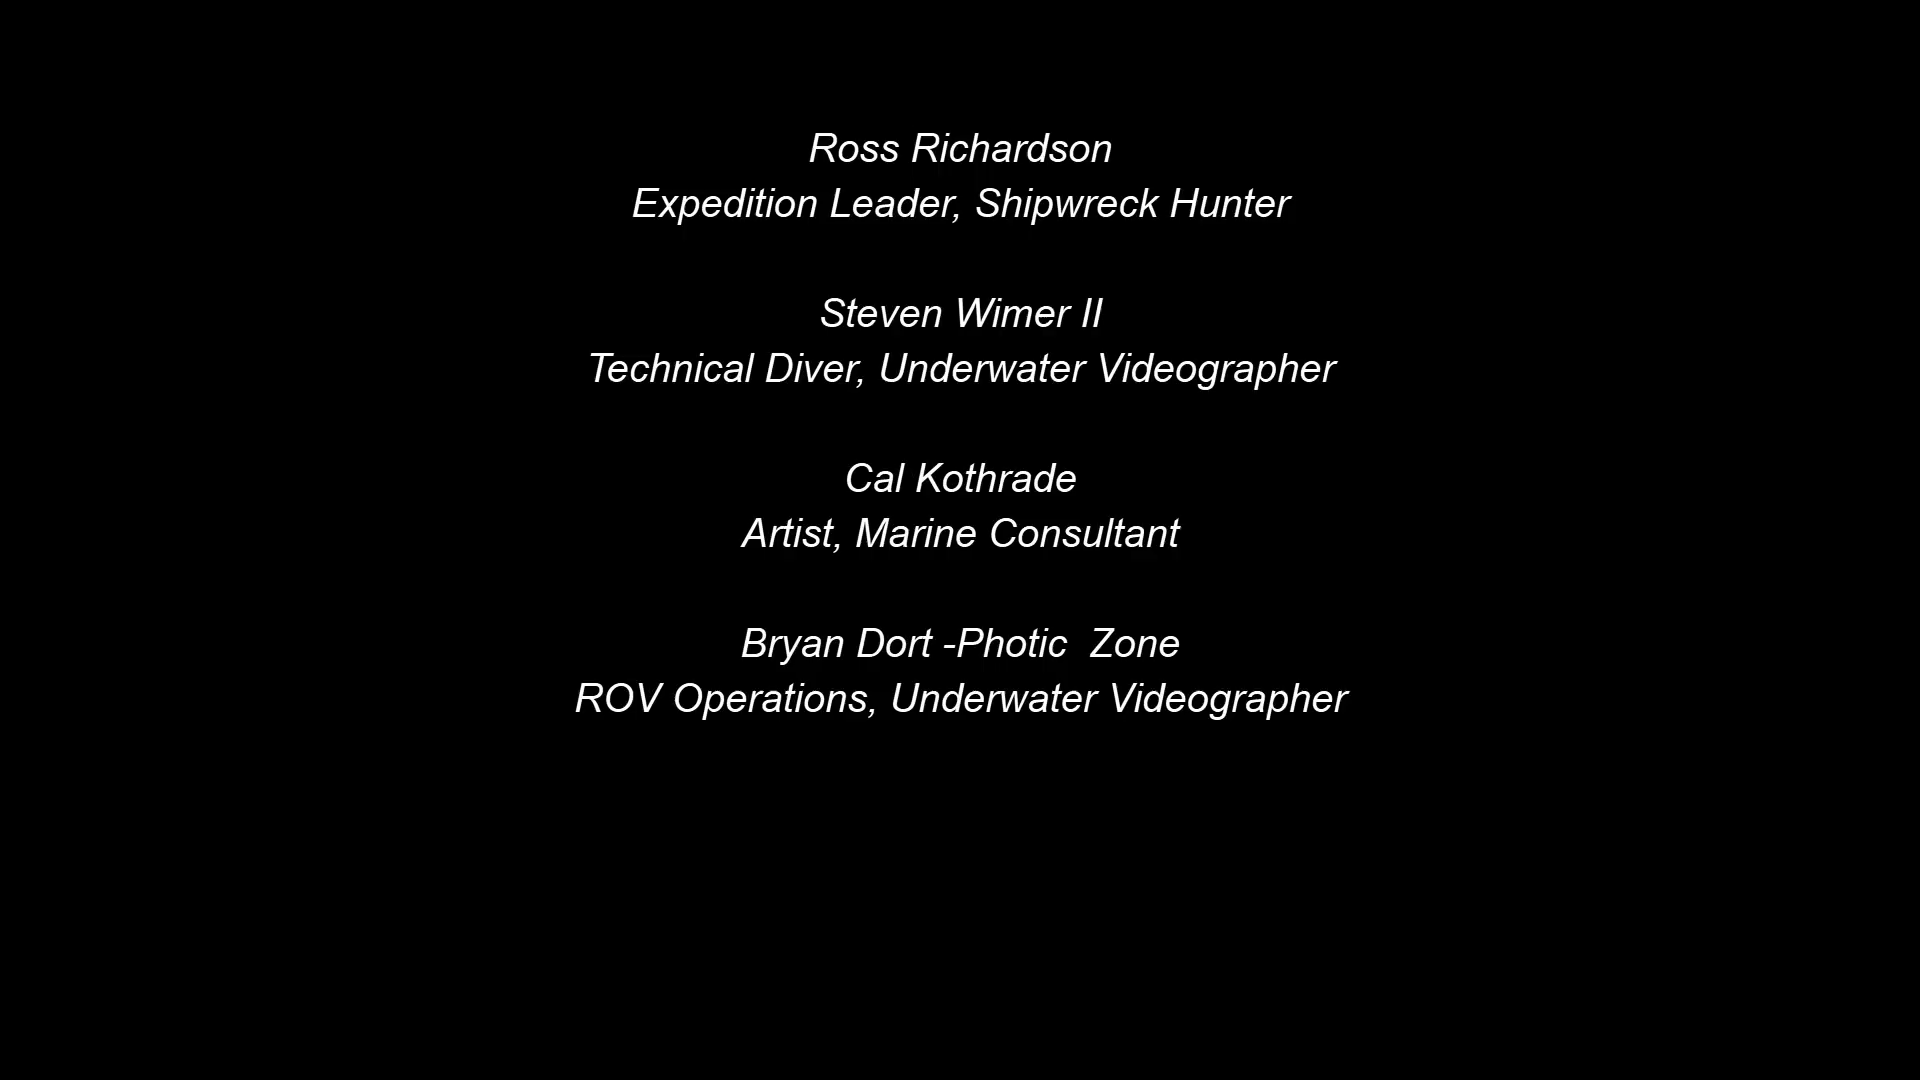 Ross Richardson
Expedition Leader, Shipwreck Hunter
Steven Wimer II
Technical Diver, Underwater Videographer
Cal Kothrade
Artist, Marine Consultant
Bryan Dort -Photic  Zone
ROV Operations, Underwater Videographer